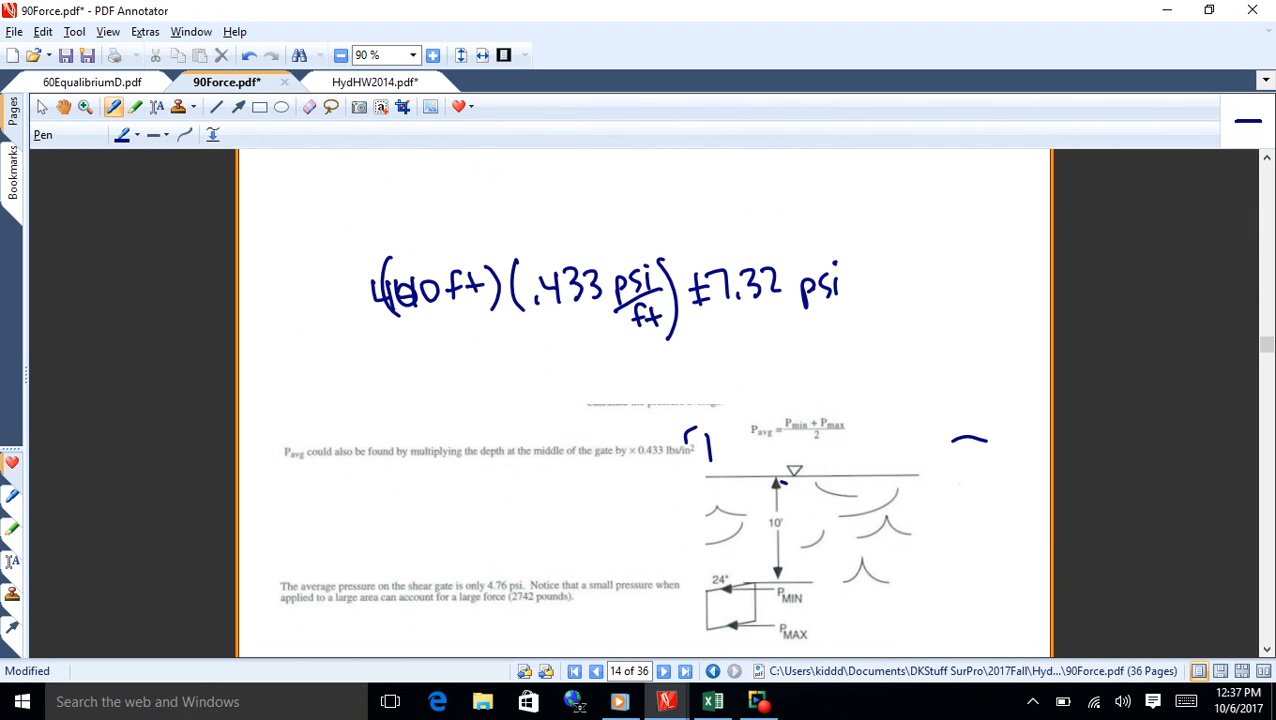 90Force.pdf* - PDF Annotator
File Edit Tool View Extras Window Help
90 %
60EqualibriumD.pdf 90Force.pdf* HydHW2014.pdf*
Pen
Pages
Bookmarks
ft) (.433 psi/ft) 7.32 psi
Pavg = Pmin + Pmax / 2
Pavg could also be found by multiplying the depth at the middle of the gate by × 0.433 lbs/in²
10'
The average pressure on the shear gate is only 4.76 psi. Notice that a small pressure when
applied to a large area can account for a large force (2742 pounds).
24"
PMIN
PMAX
Modified 14 of 36 C:\Users\kiddd\Documents\DKStuff SurPro\2017Fall\Hyd...\90Force.pdf (36 Pages)
Search the web and Windows
12:37 PM
10/6/2017